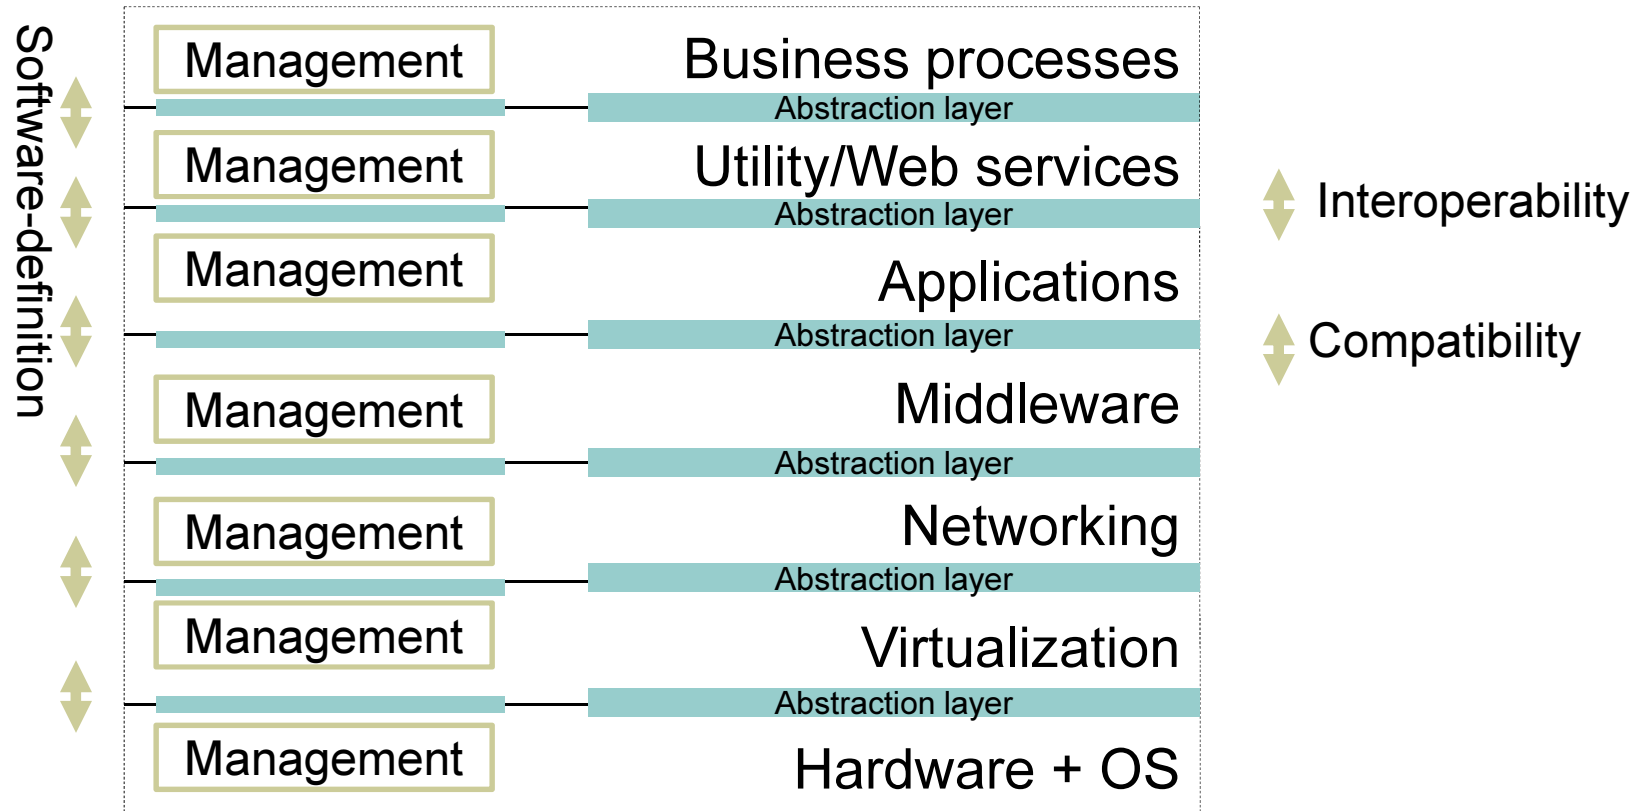 Software-definition
Management
Business processes
Abstraction layer
Management
Utility/Web services
Abstraction layer
Management
Applications
Abstraction layer
Management
Middleware
Abstraction layer
Management
Networking
Abstraction layer
Management
Virtualization
Abstraction layer
Management
Hardware + OS
Interoperability
Compatibility